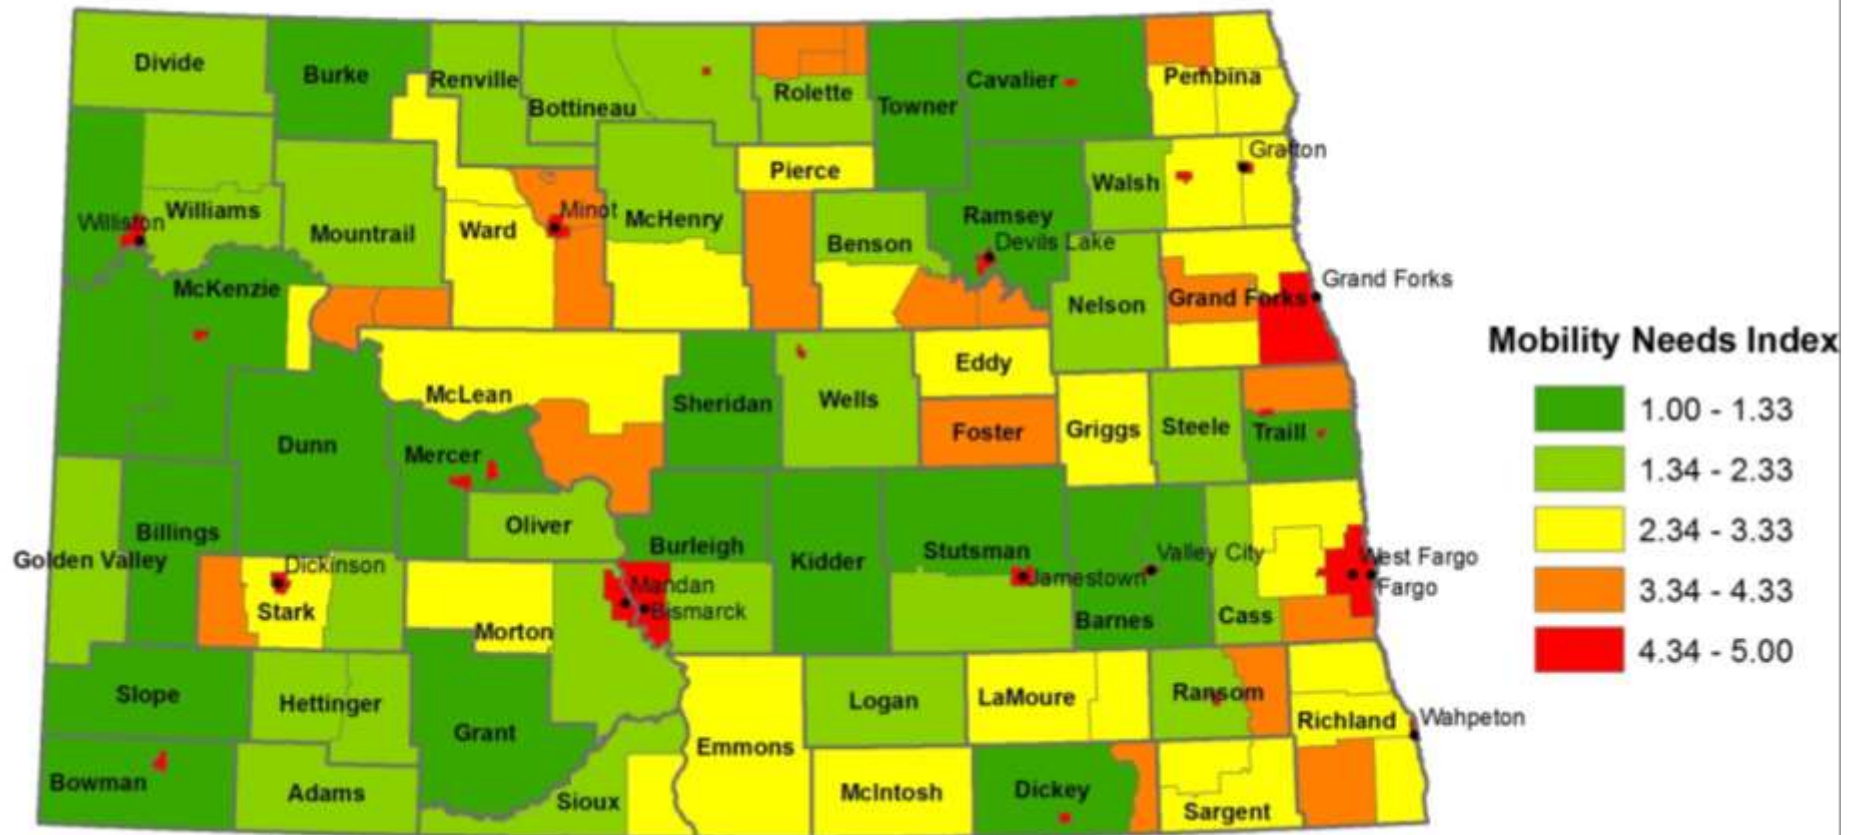 Divide
Burke
Renville
Bottineau
Rolette
Towner
Cavalier
Pembina
Grafton
Pierce
Walsh
Williams
Williston
Mountrail
Ward
Minot
McHenry
Benson
Ramsey
Devils Lake
McKenzie
Nelson
Grand Forks
Grand Forks
Mobility Needs Index
1.00 - 1.33
1.34 - 2.33
2.34 - 3.33
3.34 - 4.33
4.34 - 5.00
McLean
Sheridan
Wells
Eddy
Foster
Griggs
Steele
Traill
Dunn
Mercer
Oliver
Billings
Golden Valley
Burleigh
Kidder
Stutsman
Jamestown
Valley City
Barnes
Cass
West Fargo
Fargo
Dickinson
Stark
Morton
Mandan
Bismarck
Slope
Hettinger
Grant
Emmons
Logan
LaMoure
Ransom
Richland
Wahpeton
Bowman
Adams
Sioux
McIntosh
Dickey
Sargent